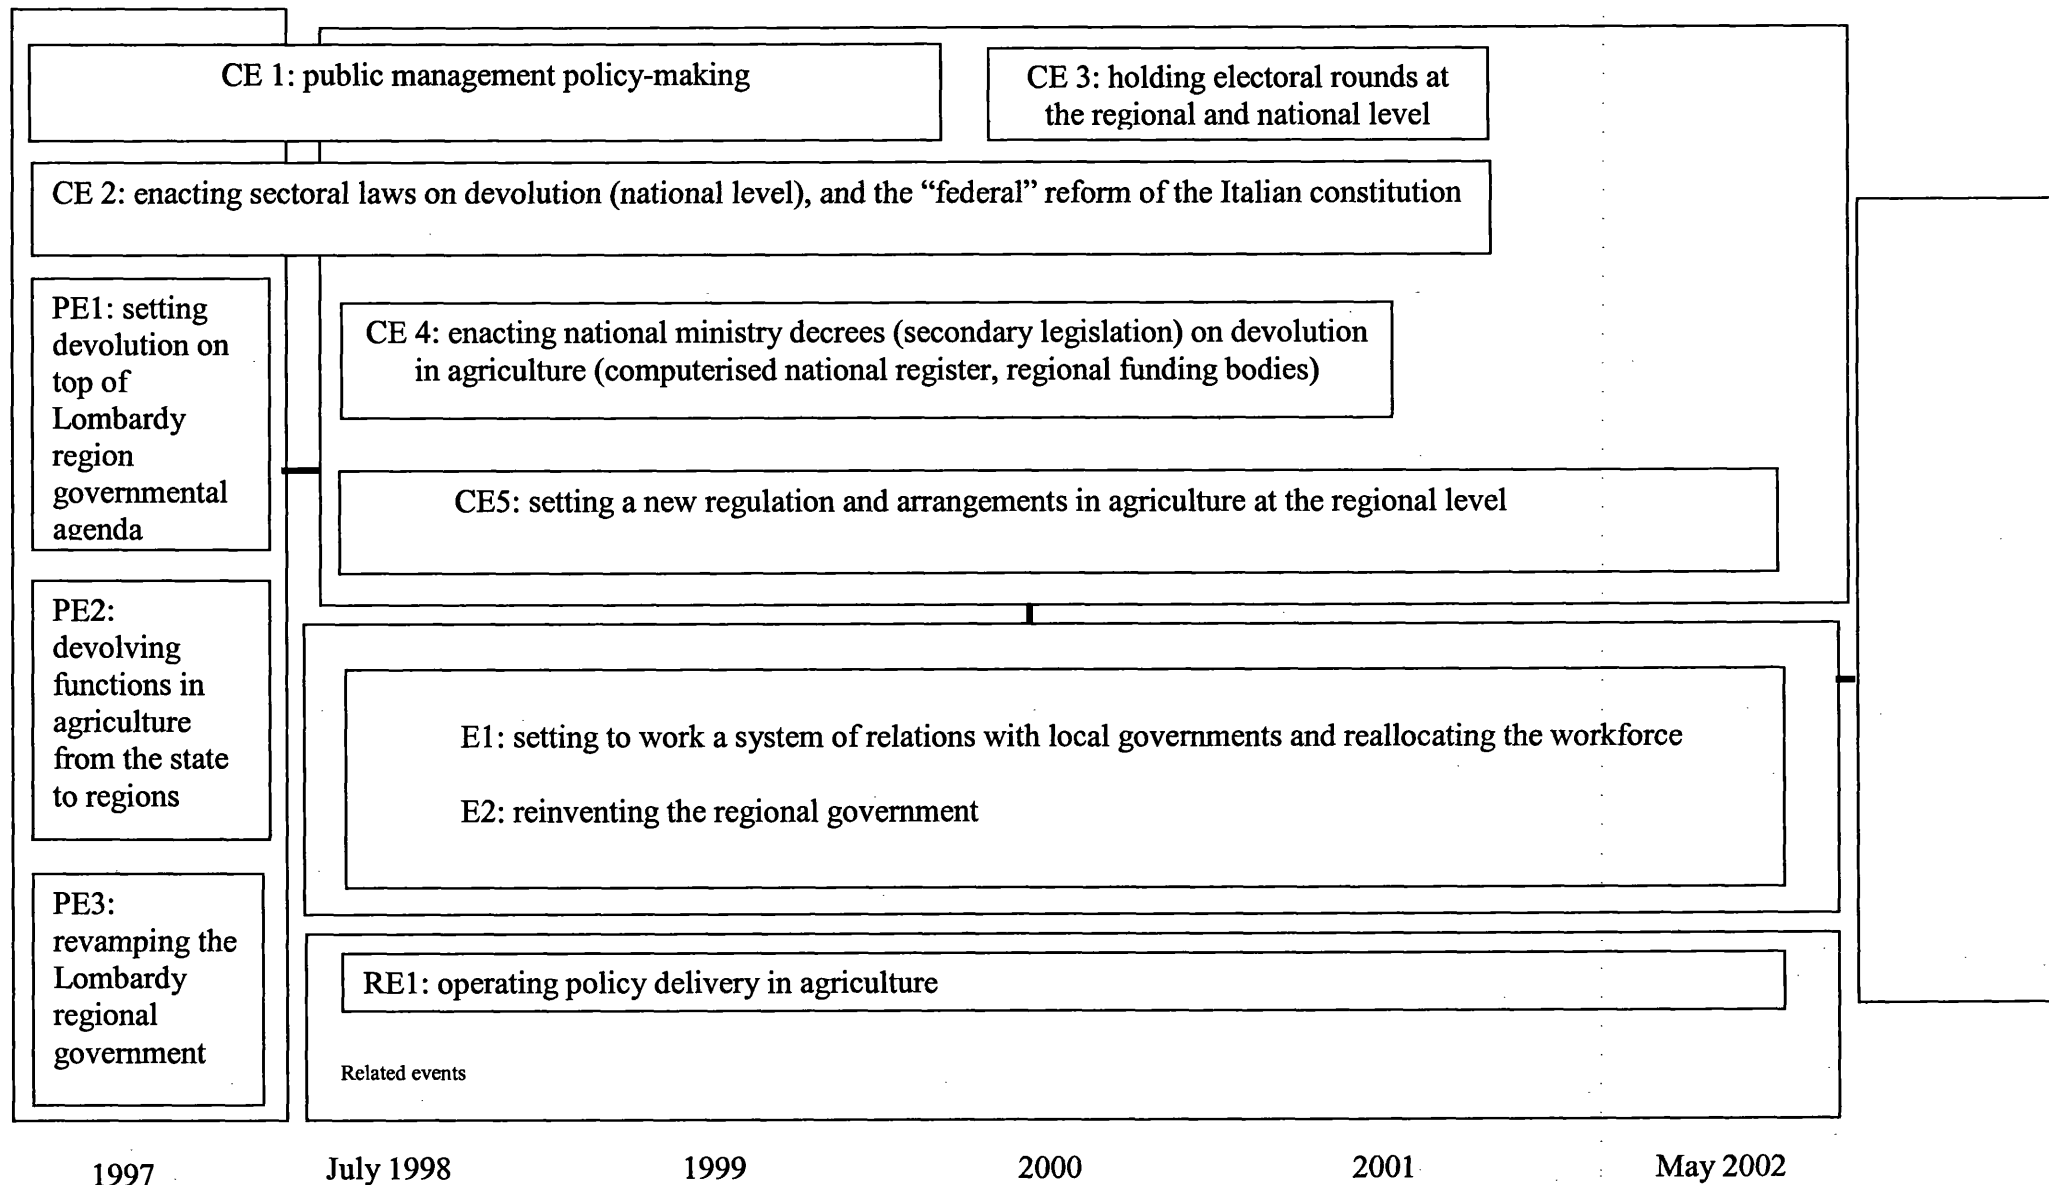 CE 1: public management policy-making
CE 3: holding electoral rounds at
the regional and national level
CE 2: enacting sectoral laws on devolution (national level), and the “federal” reform of the Italian constitution
PE1: setting
devolution on
top of
Lombardy
region
governmental
agenda
CE 4: enacting national ministry decrees (secondary legislation) on devolution
in agriculture (computerised national register, regional funding bodies)
CE5: setting a new regulation and arrangements in agriculture at the regional level
PE2:
devolving
functions in
agriculture
from the state
to regions
E1: setting to work a system of relations with local governments and reallocating the workforce
E2: reinventing the regional government
PE3:
revamping the
Lombardy
regional
government
RE1: operating policy delivery in agriculture
Related events
1997 July 1998 1999 2000 2001 May 2002